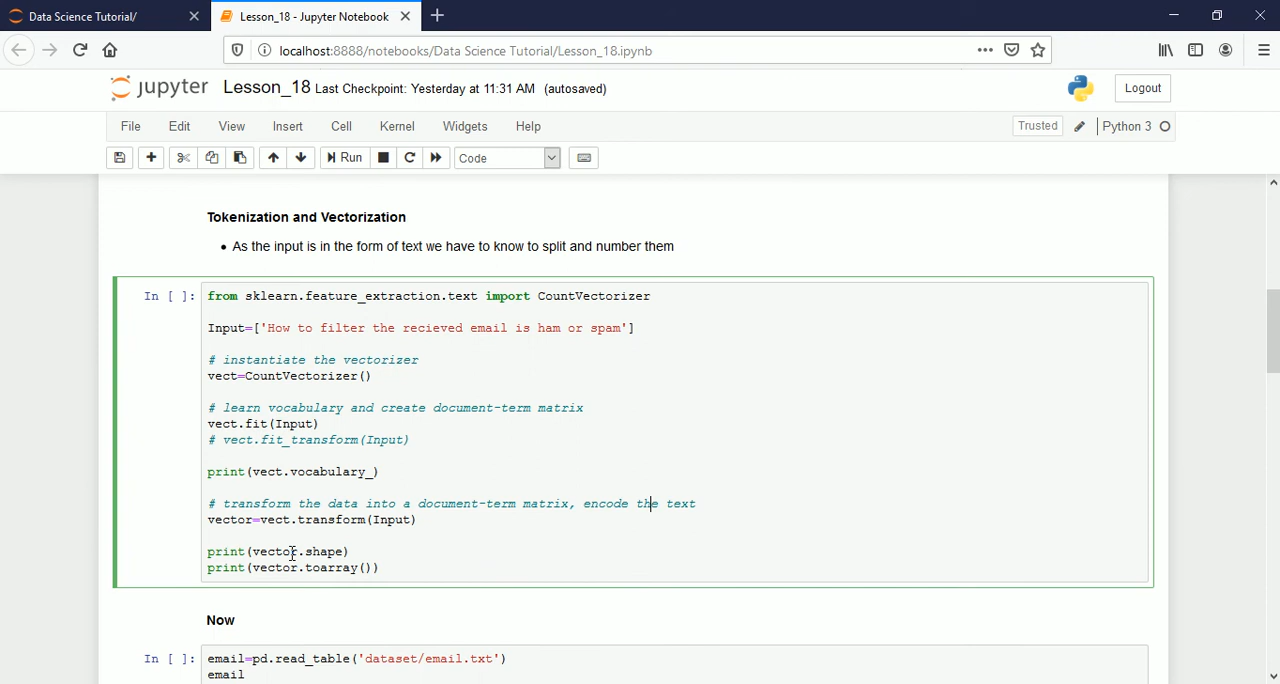 Data Science Tutorial/
Lesson_18 - Jupyter Notebook
localhost:8888/notebooks/Data Science Tutorial/Lesson_18.ipynb
jupyter Lesson_18 Last Checkpoint: Yesterday at 11:31 AM (autosaved)
Logout
File Edit View Insert Cell Kernel Widgets Help
Trusted Python 3
Run Code
Tokenization and Vectorization
• As the input is in the form of text we have to know to split and number them
In [ ]: from sklearn.feature_extraction.text import CountVectorizer
Input=['How to filter the recieved email is ham or spam']
# instantiate the vectorizer
vect=CountVectorizer()
# learn vocabulary and create document-term matrix
vect.fit(Input)
# vect.fit_transform(Input)
print(vect.vocabulary_)
# transform the data into a document-term matrix, encode the text
vector=vect.transform(Input)
print(vector.shape)
print(vector.toarray())
Now
In [ ]: email=pd.read_table('dataset/email.txt')
email